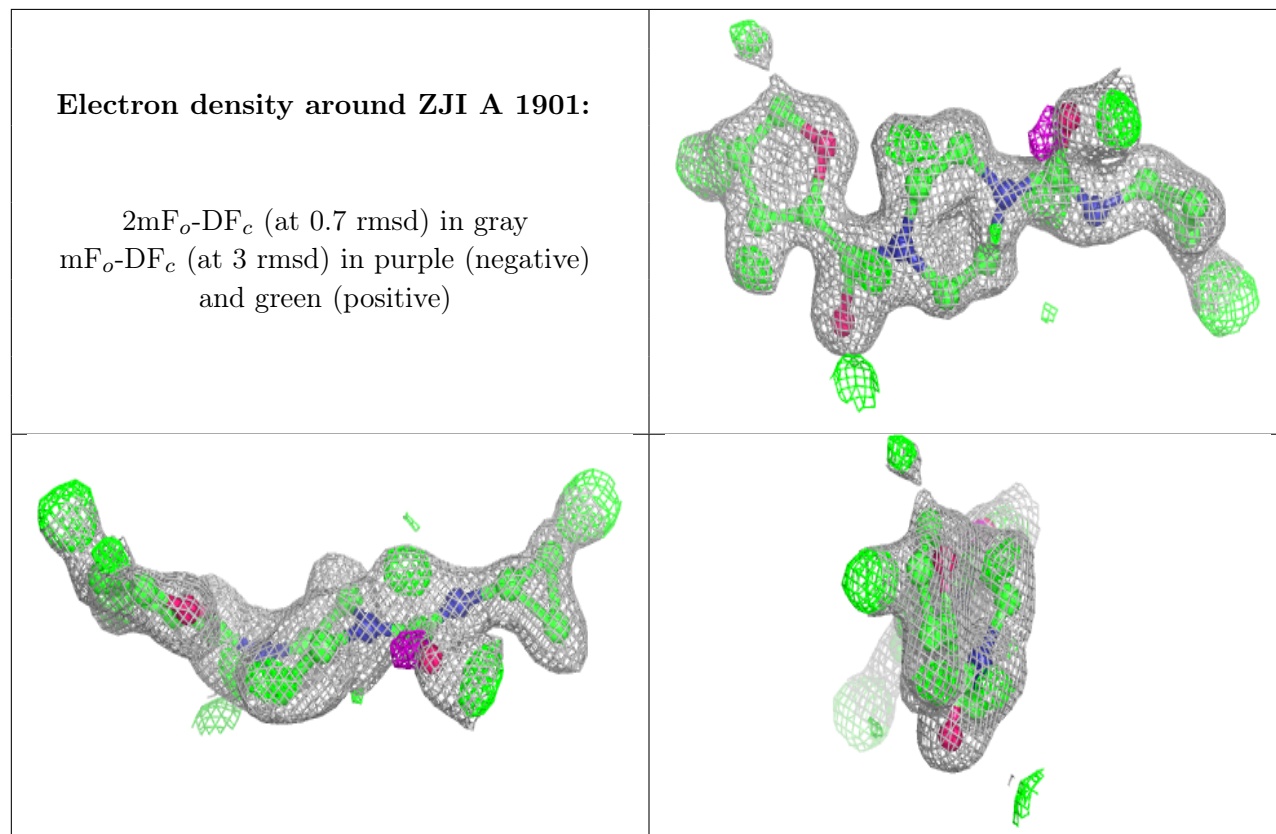 Electron density around ZJI A 1901:
2mFo-DFc (at 0.7 rmsd) in gray
mFo-DFc (at 3 rmsd) in purple (negative)
and green (positive)